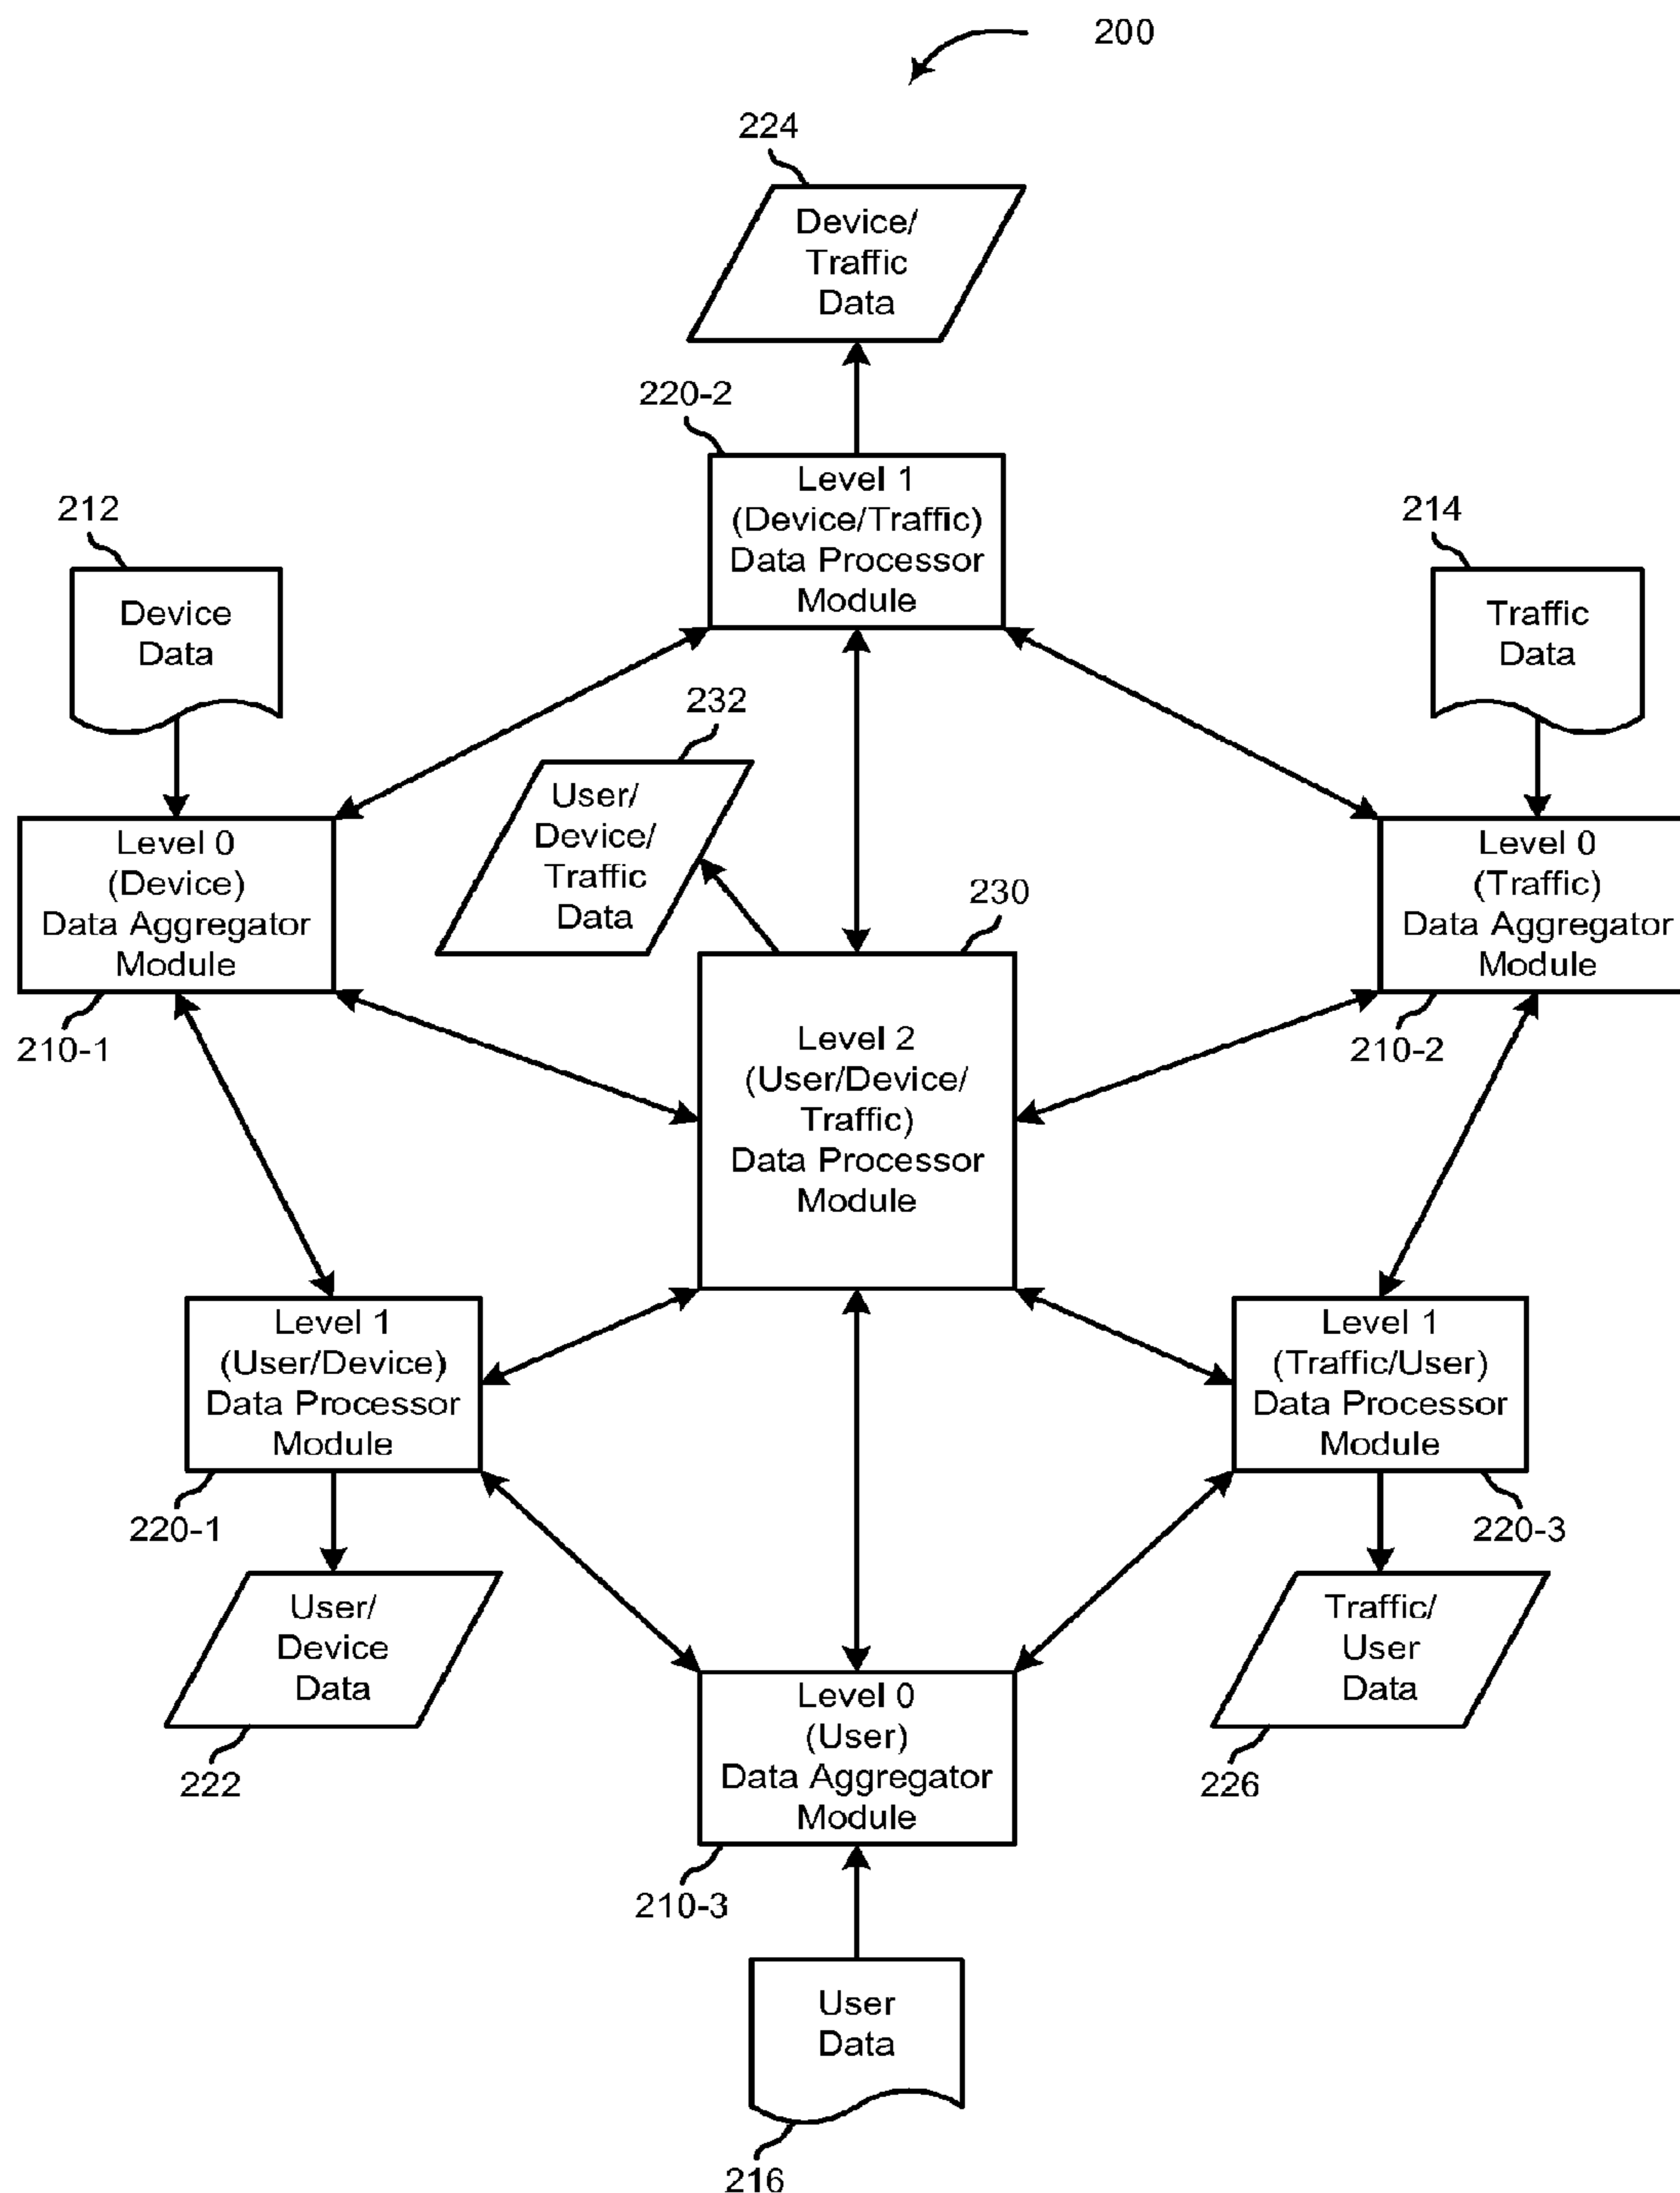 200
224
Device/
Traffic
Data
220-2
Level 1
(Device/Traffic)
Data Processor
Module
212
Device
Data
214
Traffic
Data
232
User/
Device/
Traffic
Data
Level 0
(Device)
Data Aggregator
Module
210-1
230
Level 2
(User/Device/
Traffic)
Data Processor
Module
Level 0
(Traffic)
Data Aggregator
Module
210-2
Level 1
(User/Device)
Data Processor
Module
220-1
Level 1
(Traffic/User)
Data Processor
Module
220-3
User/
Device
Data
222
Traffic/
User
Data
226
Level 0
(User)
Data Aggregator
Module
210-3
User
Data
216